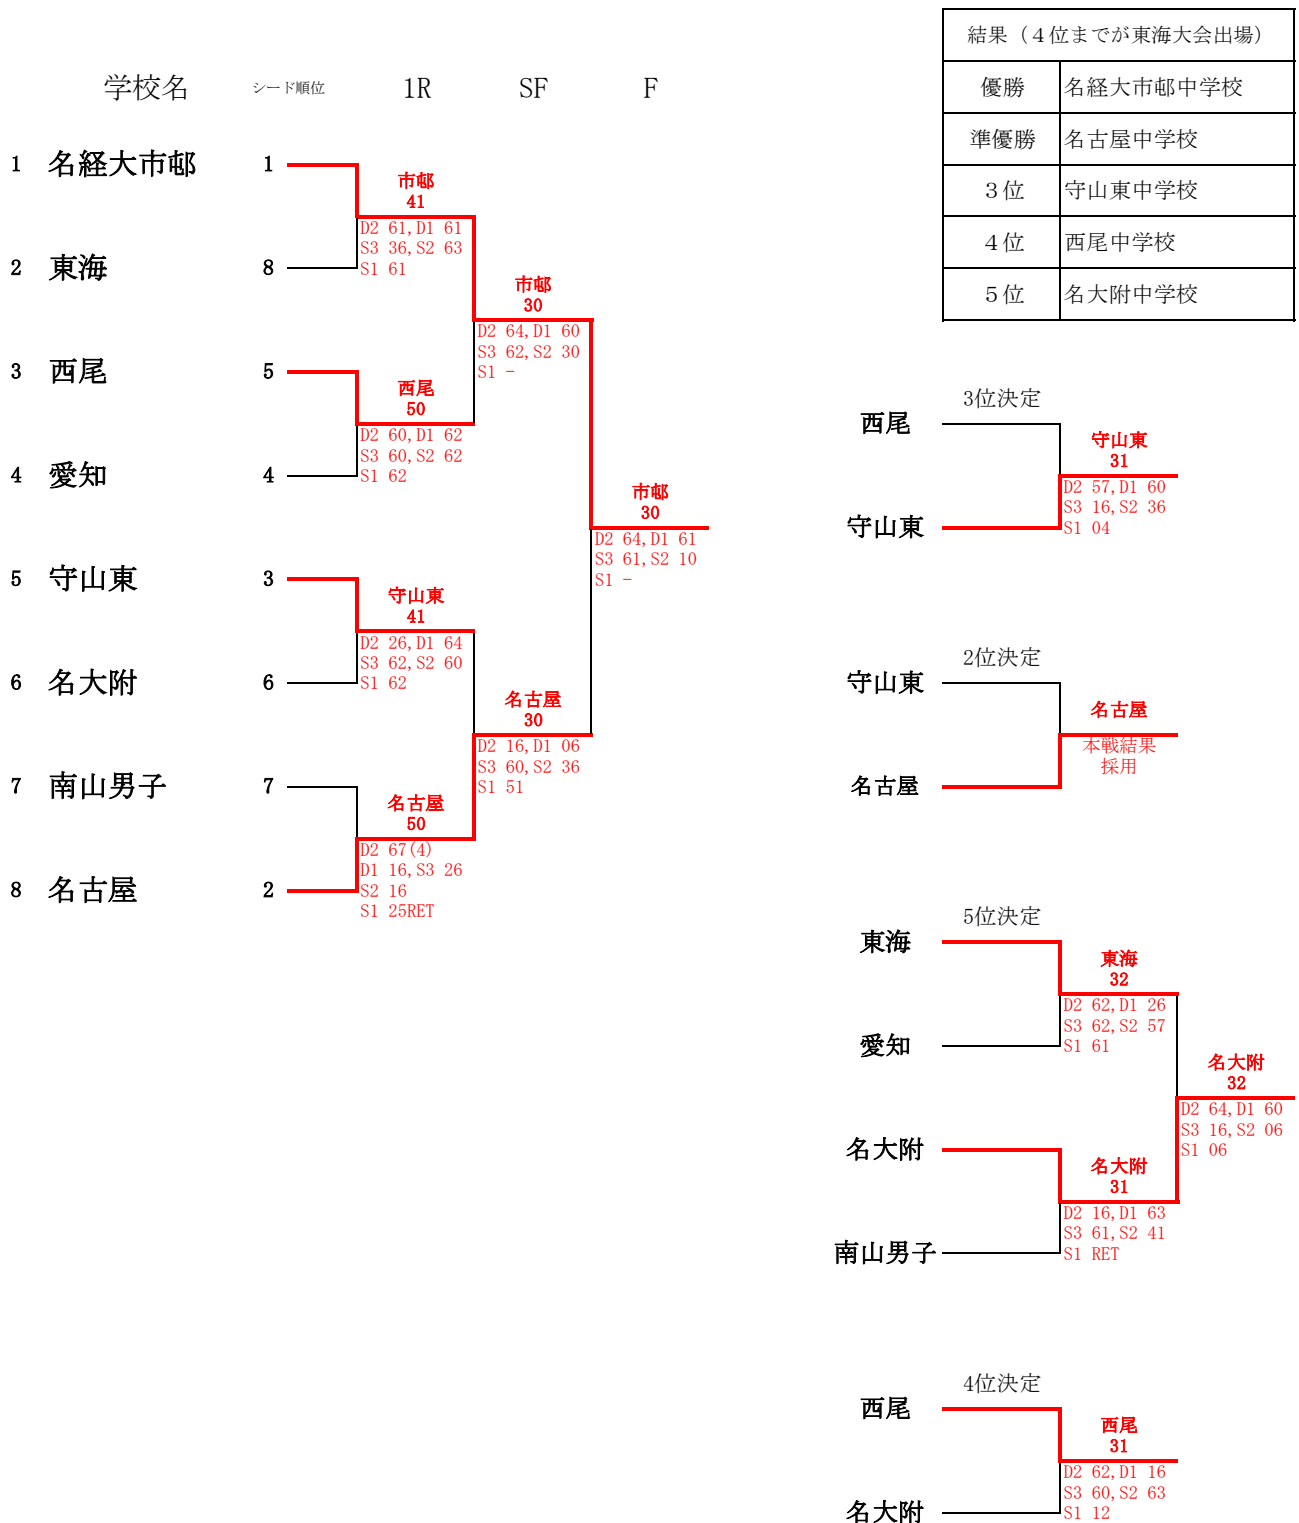 学校名 シード順位 1R SF F
1 名経大市邨 1
2 東海 8
3 西尾 5
4 愛知 4
5 守山東 3
6 名大附 6
7 南山男子 7
8 名古屋 2
市邨
41
D2 61,D1 61
S3 36,S2 63
S1 61
西尾
50
D2 60,D1 62
S3 60,S2 62
S1 62
守山東
41
D2 26,D1 64
S3 62,S2 60
S1 62
名古屋
50
D2 67(4)
D1 16,S3 26
S2 16
S1 25RET
市邨
30
D2 64,D1 60
S3 62,S2 30
S1 -
名古屋
30
D2 16,D1 06
S3 60,S2 36
S1 51
市邨
30
D2 64,D1 61
S3 61,S2 10
S1 -
結果（４位までが東海大会出場）
優勝 名経大市邨中学校
準優勝 名古屋中学校
３位 守山東中学校
４位 西尾中学校
５位 名大附中学校
3位決定
西尾
守山東
守山東
31
D2 57,D1 60
S3 16,S2 36
S1 04
2位決定
守山東
名古屋
名古屋
本戦結果
採用
5位決定
東海
愛知
名大附
南山男子
東海
32
D2 62,D1 26
S3 62,S2 57
S1 61
名大附
31
D2 16,D1 63
S3 61,S2 41
S1 RET
名大附
32
D2 64,D1 60
S3 16,S2 06
S1 06
4位決定
西尾
名大附
西尾
31
D2 62,D1 16
S3 60,S2 63
S1 12